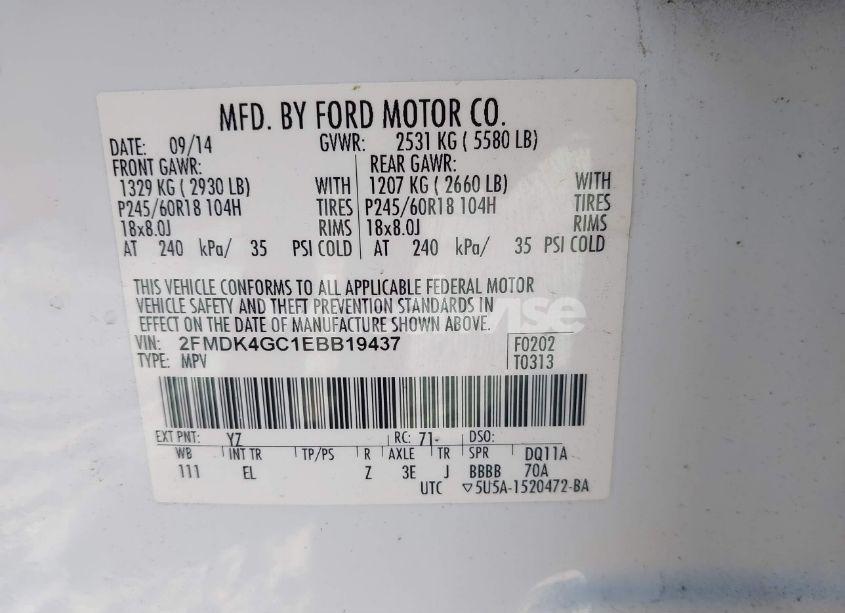 MFD. BY FORD MOTOR CO.
DATE: 09/14 GVWR: 2531 KG ( 5580 LB)
FRONT GAWR: REAR GAWR:
1329 KG ( 2930 LB) WITH 1207 KG ( 2660 LB) WITH
P245/60R18 104H TIRES P245/60R18 104H TIRES
18x8.0J RIMS 18x8.0J RIMS
AT 240 kPa/ 35 PSI COLD AT 240 kPa/ 35 PSI COLD
THIS VEHICLE CONFORMS TO ALL APPLICABLE FEDERAL MOTOR
VEHICLE SAFETY AND THEFT PREVENTION STANDARDS IN
EFFECT ON THE DATE OF MANUFACTURE SHOWN ABOVE.
VIN: 2FMDK4GC1EBB19437 F0202
TYPE: MPV T0313
EXT PNT: YZ RC: 71- DSO:
WB INT TR TP/PS R AXLE TR SPR DQ11A
111 EL Z 3E J BBBB 70A
UTC ▽5U5A-1520472-BA